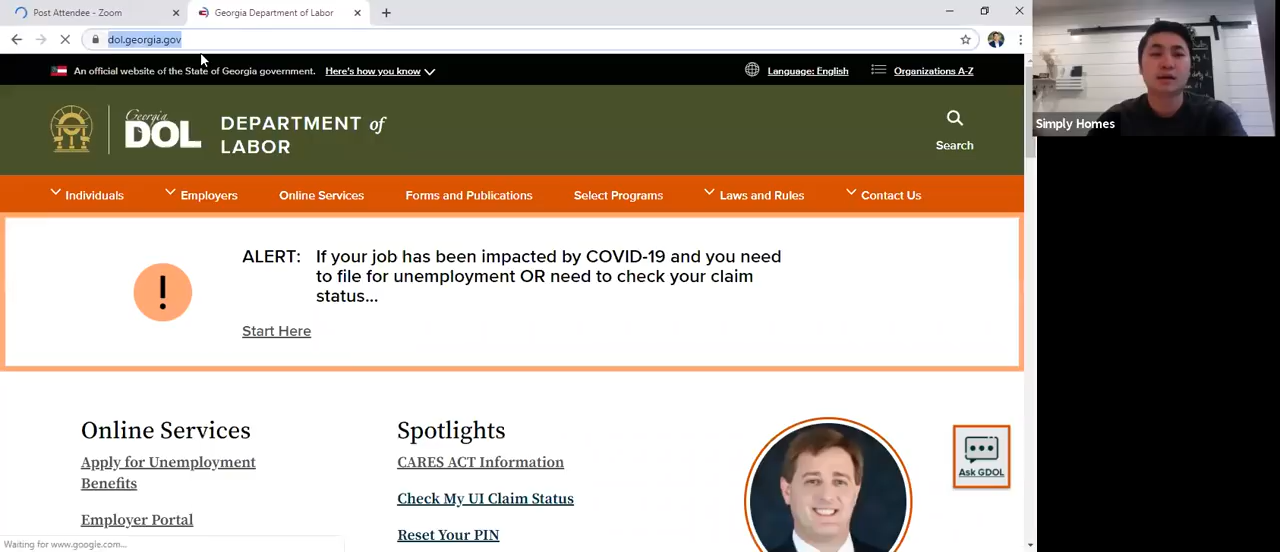 Post Attendee - Zoom
Georgia Department of Labor
dol.georgia.gov
An official website of the State of Georgia government. Here's how you know
Language: English
Organizations A-Z
Georgia
DOL
DEPARTMENT of
LABOR
Search
Individuals
Employers
Online Services
Forms and Publications
Select Programs
Laws and Rules
Contact Us
!
ALERT: If your job has been impacted by COVID-19 and you need
to file for unemployment OR need to check your claim
status...
Start Here
Online Services
Apply for Unemployment
Benefits
Employer Portal
Spotlights
CARES ACT Information
Check My UI Claim Status
Reset Your PIN
Ask GDOL
Waiting for www.google.com...
Simply Homes